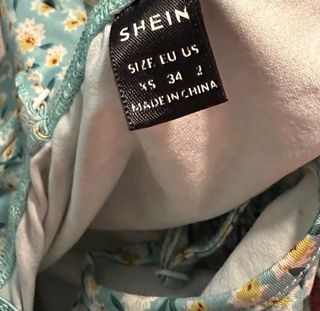 SHEIN
SIZE EU US
XS 34 2
MADE IN CHINA